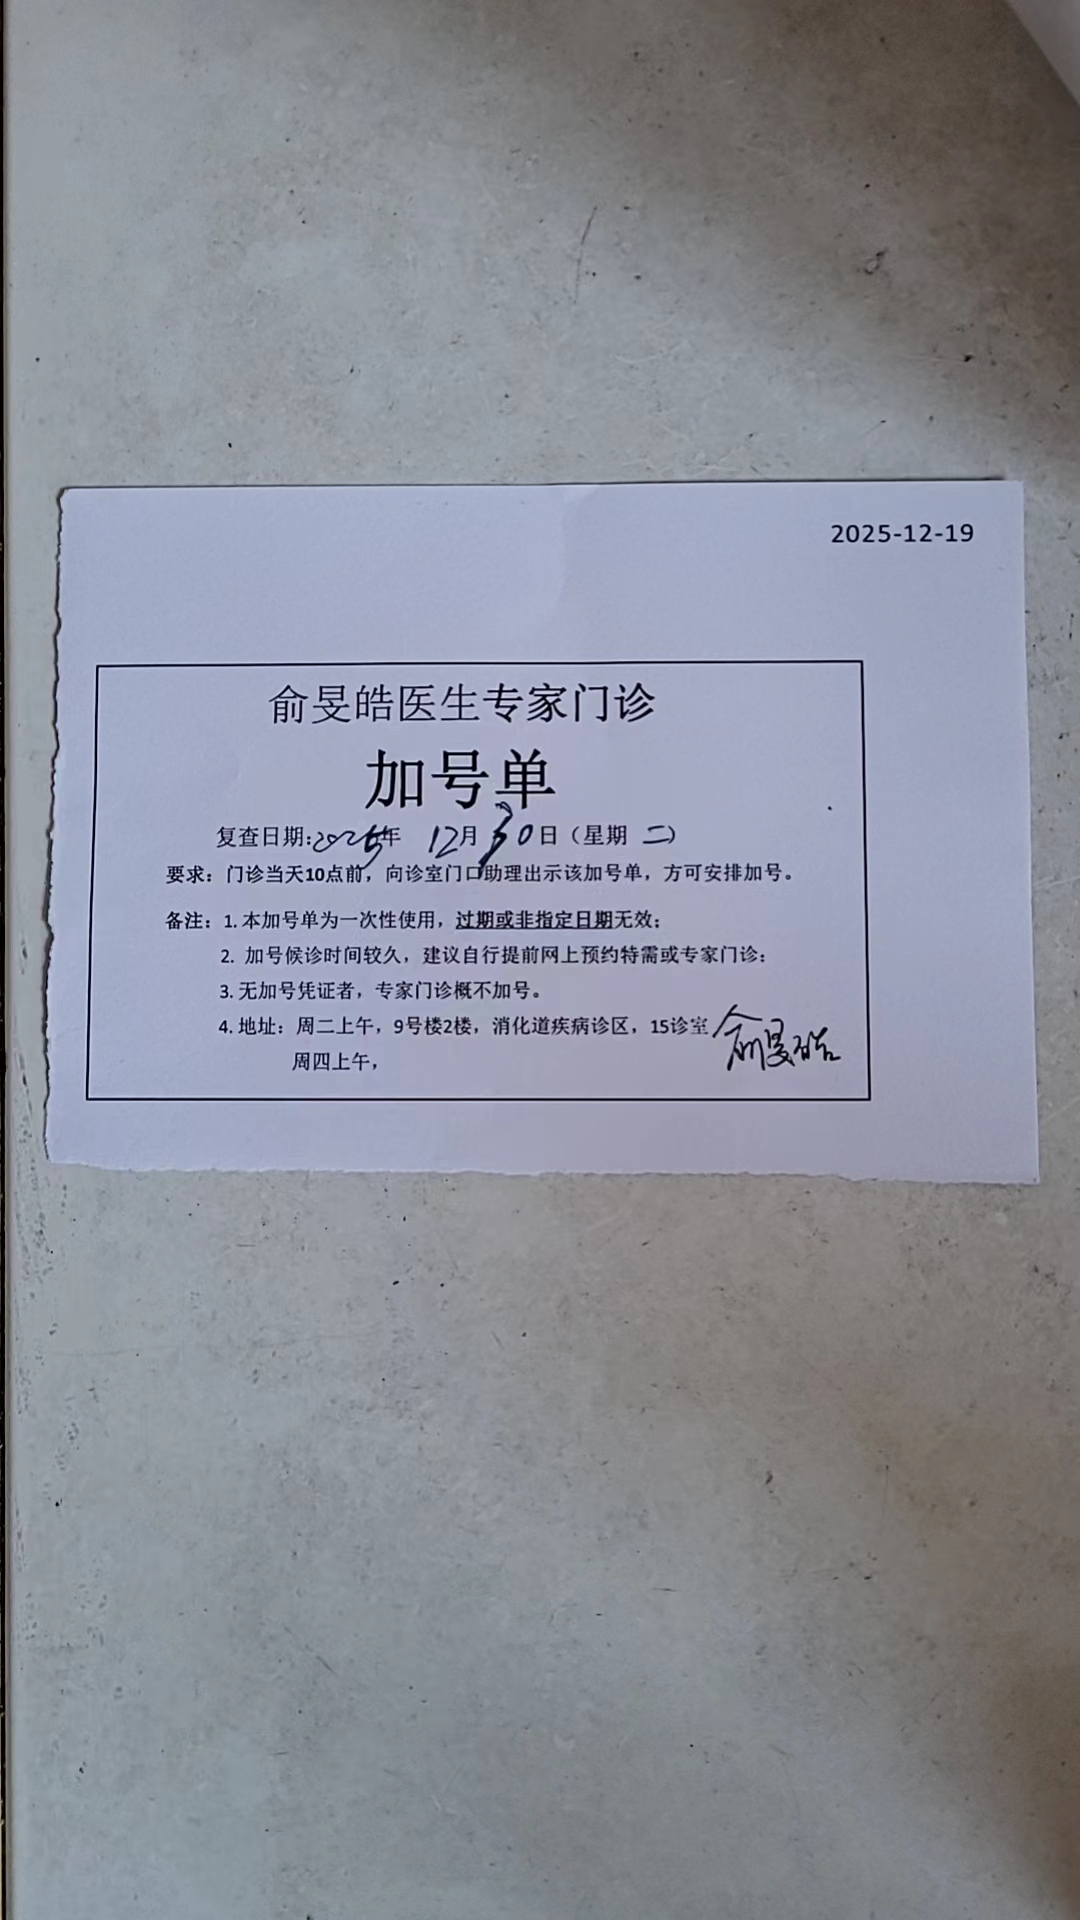 2025-12-19
俞旻皓医生专家门诊
加号单
复查日期:2025年 12月30日（星期 二）
要求：门诊当天10点前，向诊室门口助理出示该加号单，方可安排加号。
备注：1. 本加号单为一次性使用，过期或非指定日期无效；
2. 加号候诊时间较久，建议自行提前网上预约特需或专家门诊；
3. 无加号凭证者，专家门诊概不加号。
4. 地址：周二上午，9号楼2楼，消化道疾病诊区，15诊室 俞旻皓
周四上午，